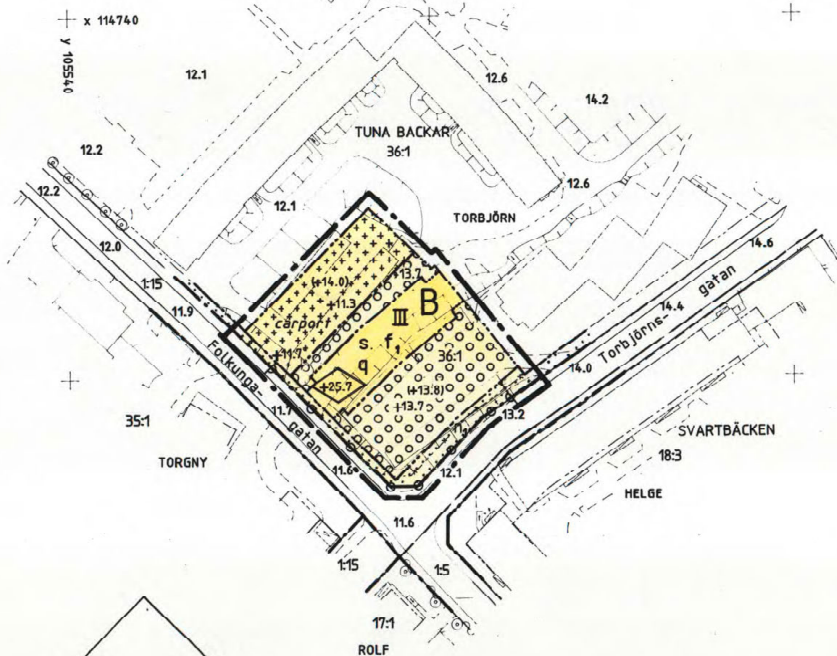 x 114740
y 105540
12.1
12.6
14.2
TUNA BACKAR
36:1
12.2
12.2
12.6
12.1
TORBJÖRN
12.0
14.6
1:15
+13.7
gatan
(+14.0)
B
11.9
+11.3
III
14.4
carport
s f1
Torbjörns-
+11.7
q
36:1
14.0
Folkunga-
+25.7
(+13.8)
11.7
+13.7
13.2
35:1
gatan
n1
SVARTBÄCKEN
TORGNY
11.6
12.1
18:3
HELGE
11.6
1:15
1:5
17:1
ROLF